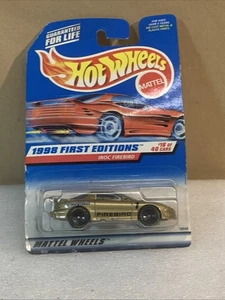 GUARANTEED
FOR LIFE
Hot Wheels
MATTEL
1998 FIRST EDITIONS
#18 of
40 CARS
IROC FIREBIRD
FIREBIRD
MATTEL WHEELS